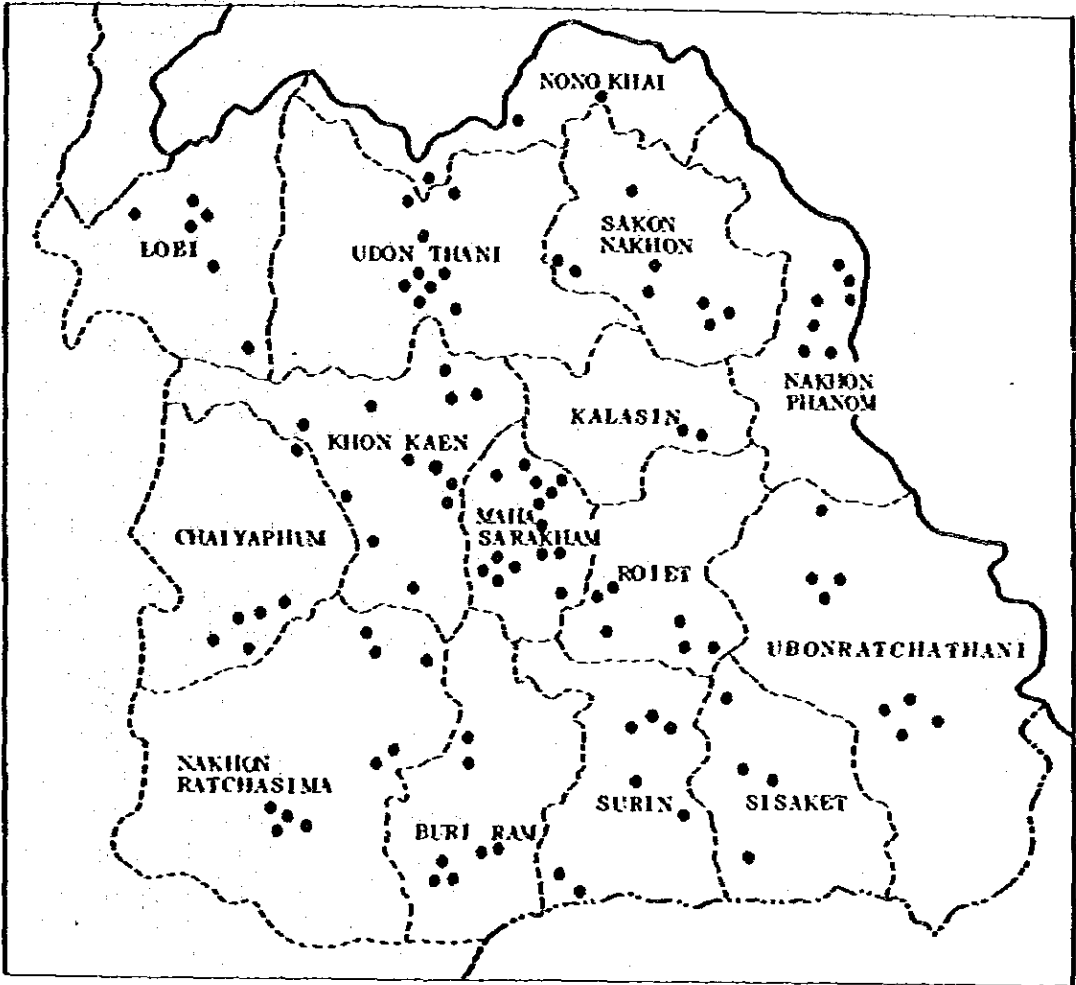 NONO KHAI
LOEI
UDON THANI
SAKON
NAKHON
NAKHON
PHANOM
KALASIN
KHON KAEN
MAHA
SARAKHAM
CHAIYAPHUM
ROIET
UBONRATCHATHANI
NAKHON
RATCHASIMA
BURI RAM
SURIN
SISAKET